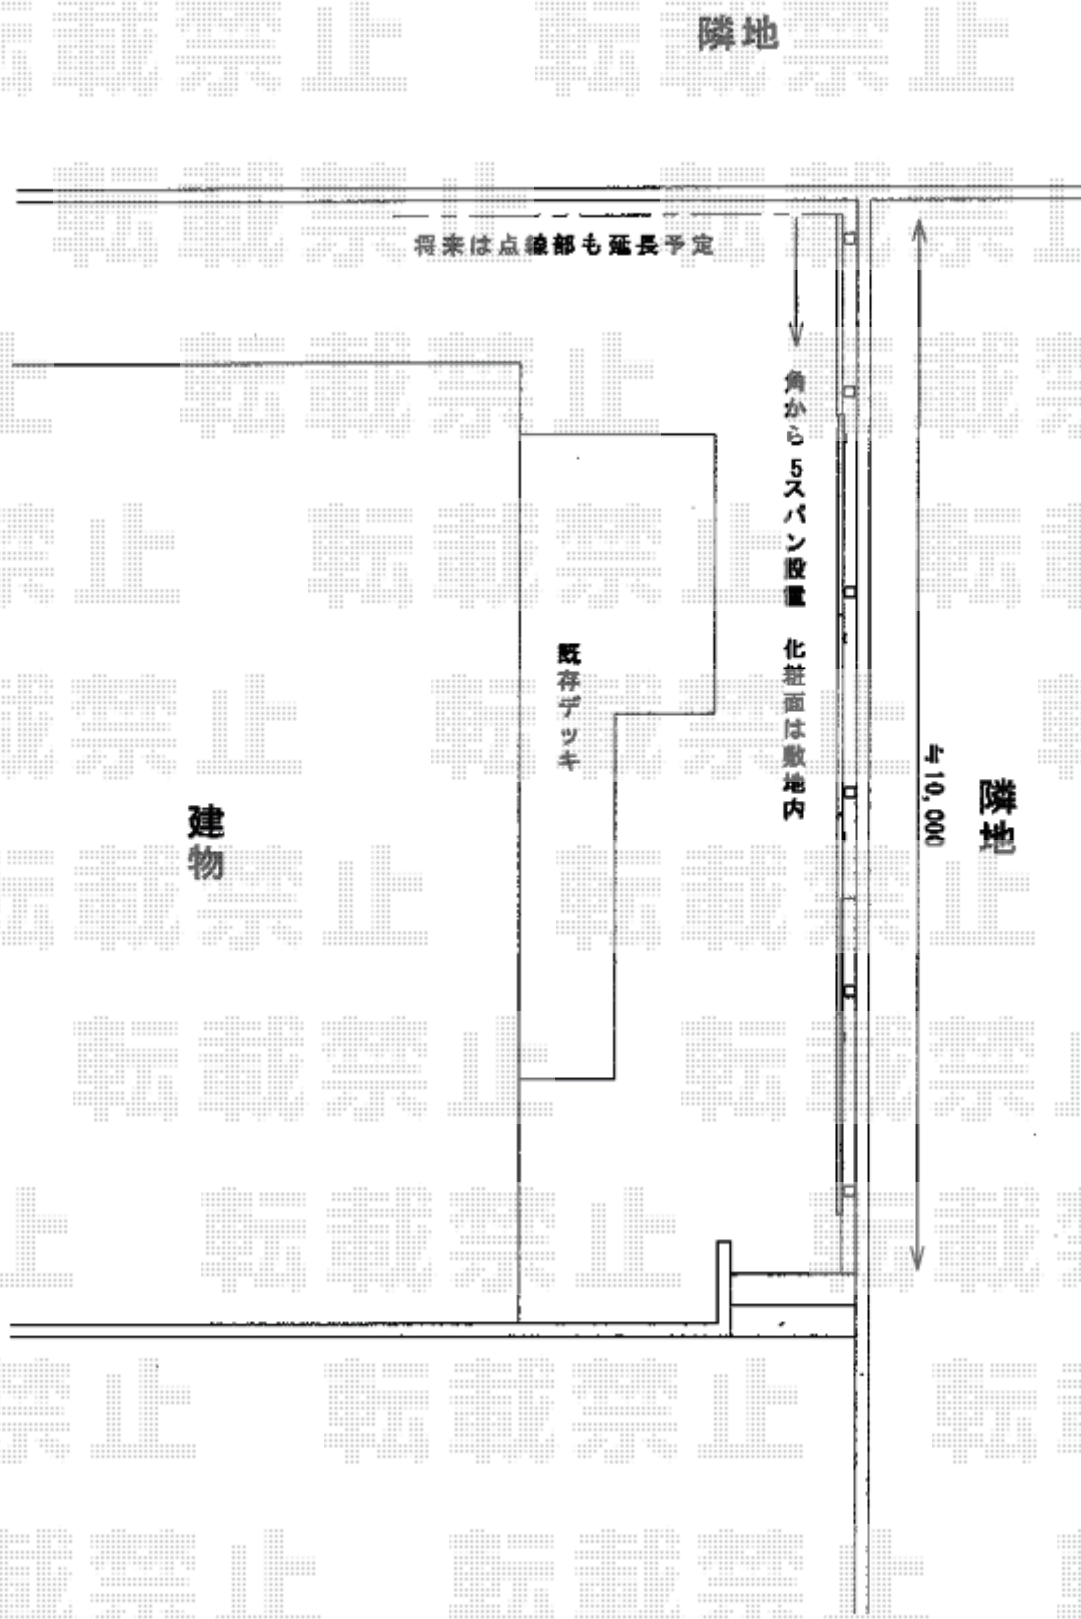 隣地
将来は点線部も延長予定
角から5スパン設置 化粧面は敷地内
既存デッキ
建物
≒10,000
隣地
転載禁止